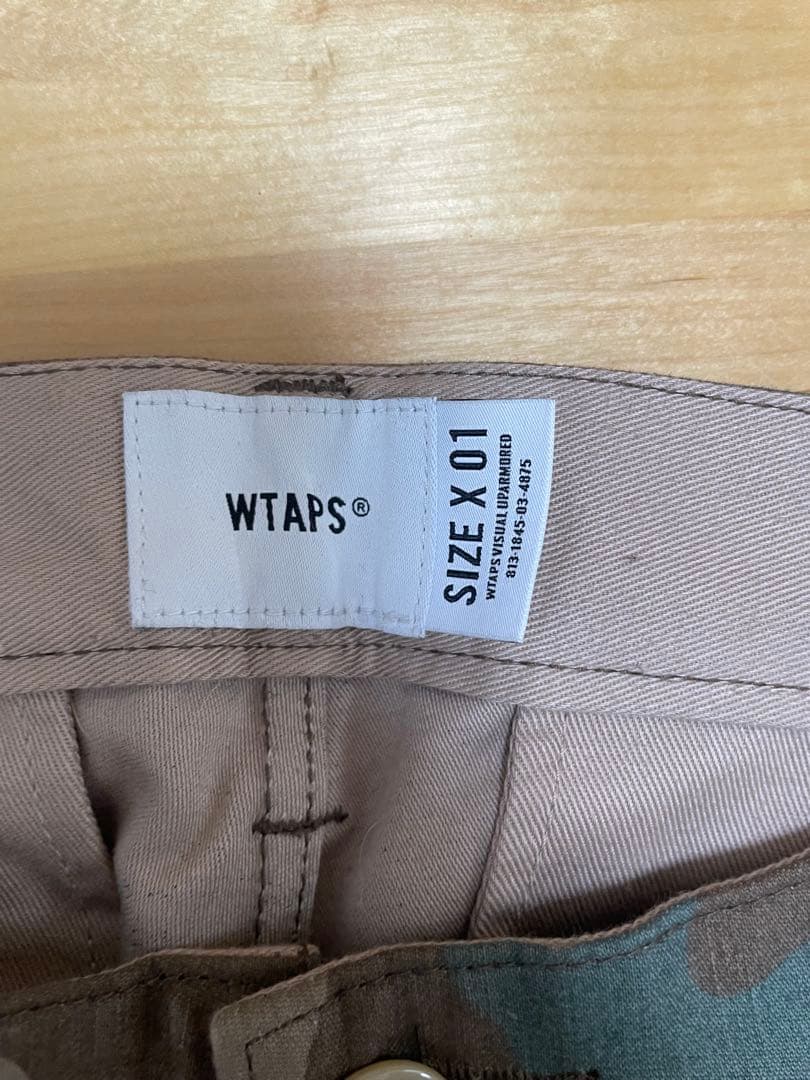 WTAPS®
SIZE X 01
WTAPS VISUAL UPARMORED
813-1845-03-4875